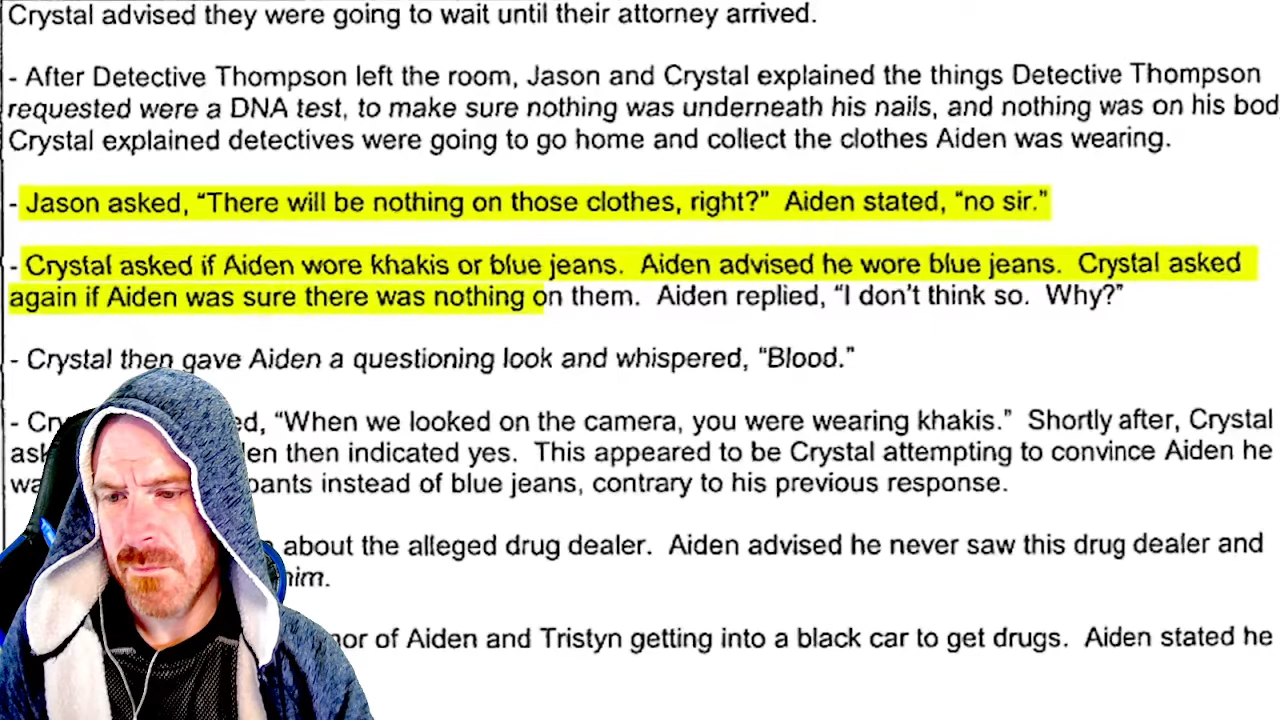 Crystal advised they were going to wait until their attorney arrived.
- After Detective Thompson left the room, Jason and Crystal explained the things Detective Thompson
requested were a DNA test, to make sure nothing was underneath his nails, and nothing was on his bod
Crystal explained detectives were going to go home and collect the clothes Aiden was wearing.
- Jason asked, “There will be nothing on those clothes, right?” Aiden stated, “no sir.”
- Crystal asked if Aiden wore khakis or blue jeans. Aiden advised he wore blue jeans. Crystal asked
again if Aiden was sure there was nothing on them. Aiden replied, “I don’t think so. Why?”
- Crystal then gave Aiden a questioning look and whispered, “Blood.”
- Cry ed, “When we looked on the camera, you were wearing khakis.” Shortly after, Crystal
ask en then indicated yes. This appeared to be Crystal attempting to convince Aiden he
wa pants instead of blue jeans, contrary to his previous response.
about the alleged drug dealer. Aiden advised he never saw this drug dealer and
him.
mor of Aiden and Tristyn getting into a black car to get drugs. Aiden stated he